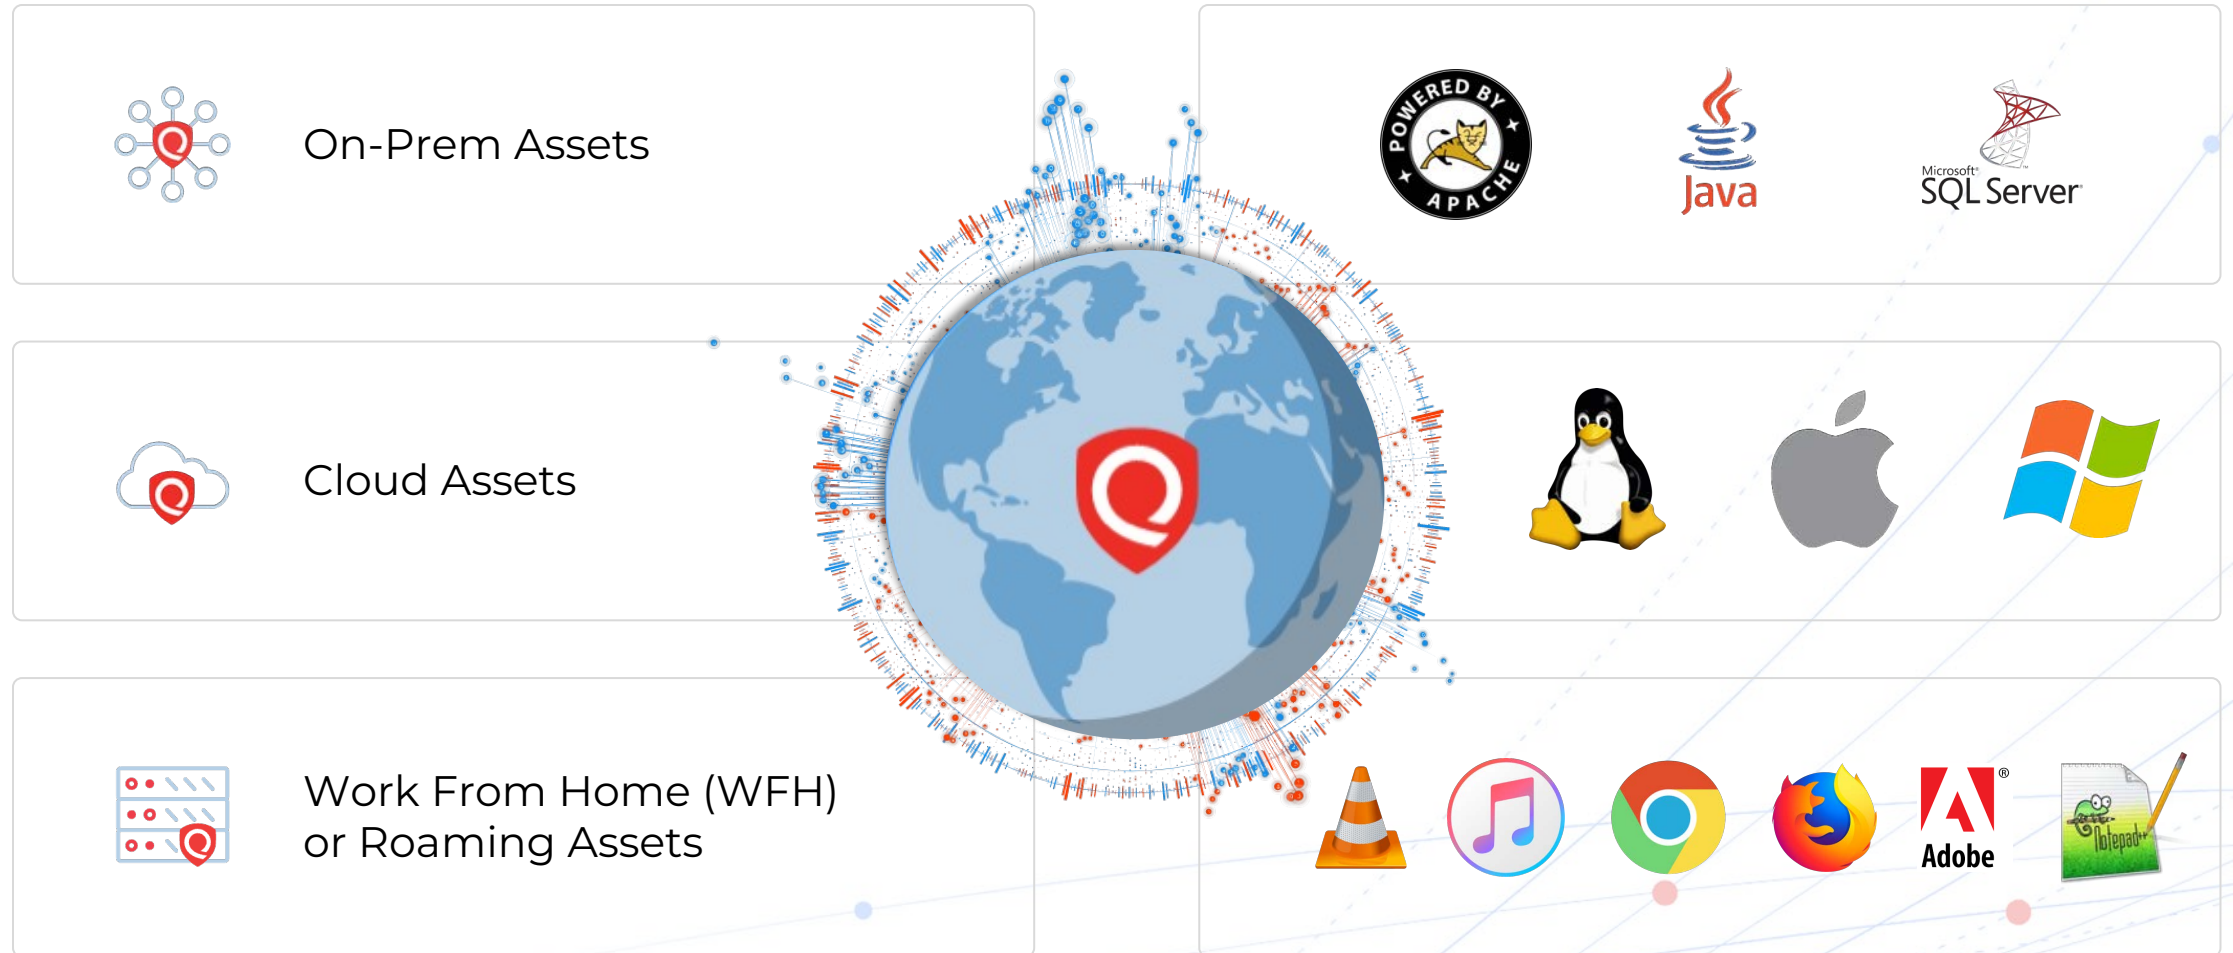 On-Prem Assets
POWERED BY
APACHE
Java
Microsoft®
SQL Server
Cloud Assets
Work From Home (WFH)
or Roaming Assets
Adobe
®
Notepad++